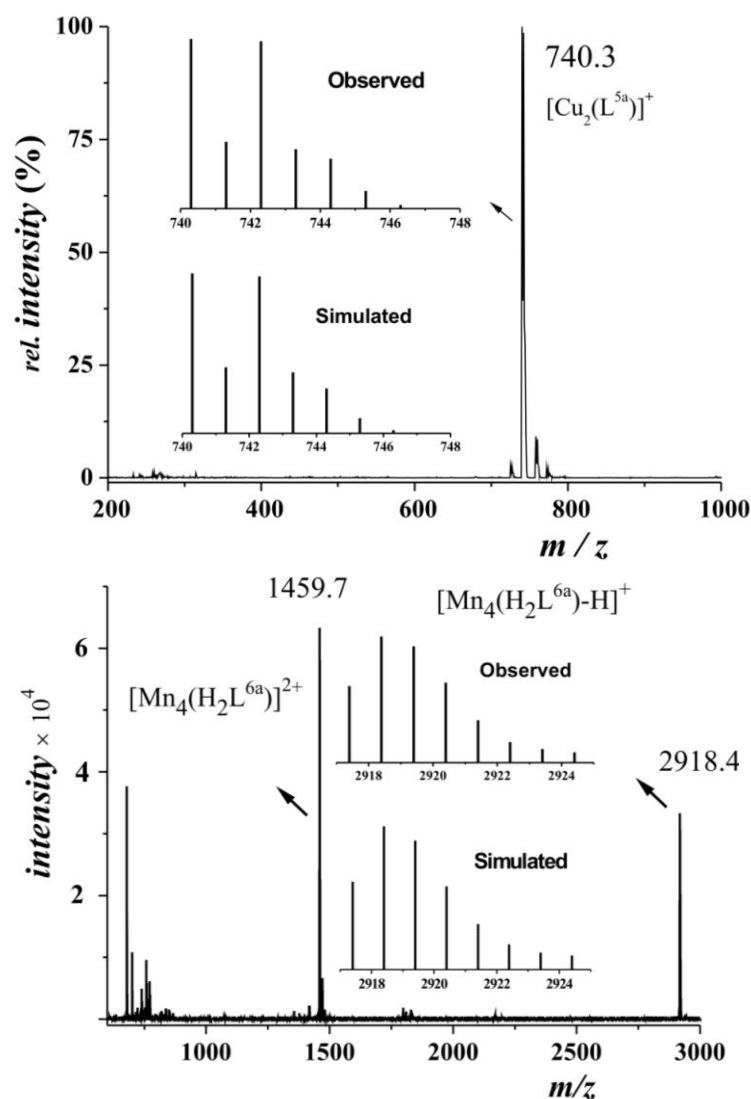 100
740.3
Observed
[Cu₂(L⁵ᵃ)]⁺
75
740 742 744 746 748
50
rel. intensity (%)
Simulated
25
740 742 744 746 748
0
200 400 600 800 1000
m / z
1459.7
[Mn₄(H₂L⁶ᵃ)-H]⁺
6
Observed
[Mn₄(H₂L⁶ᵃ)]²⁺
2918 2920 2922 2924
2918.4
4
intensity × 10⁴
Simulated
2
2918 2920 2922 2924
1000 1500 2000 2500 3000
m/z